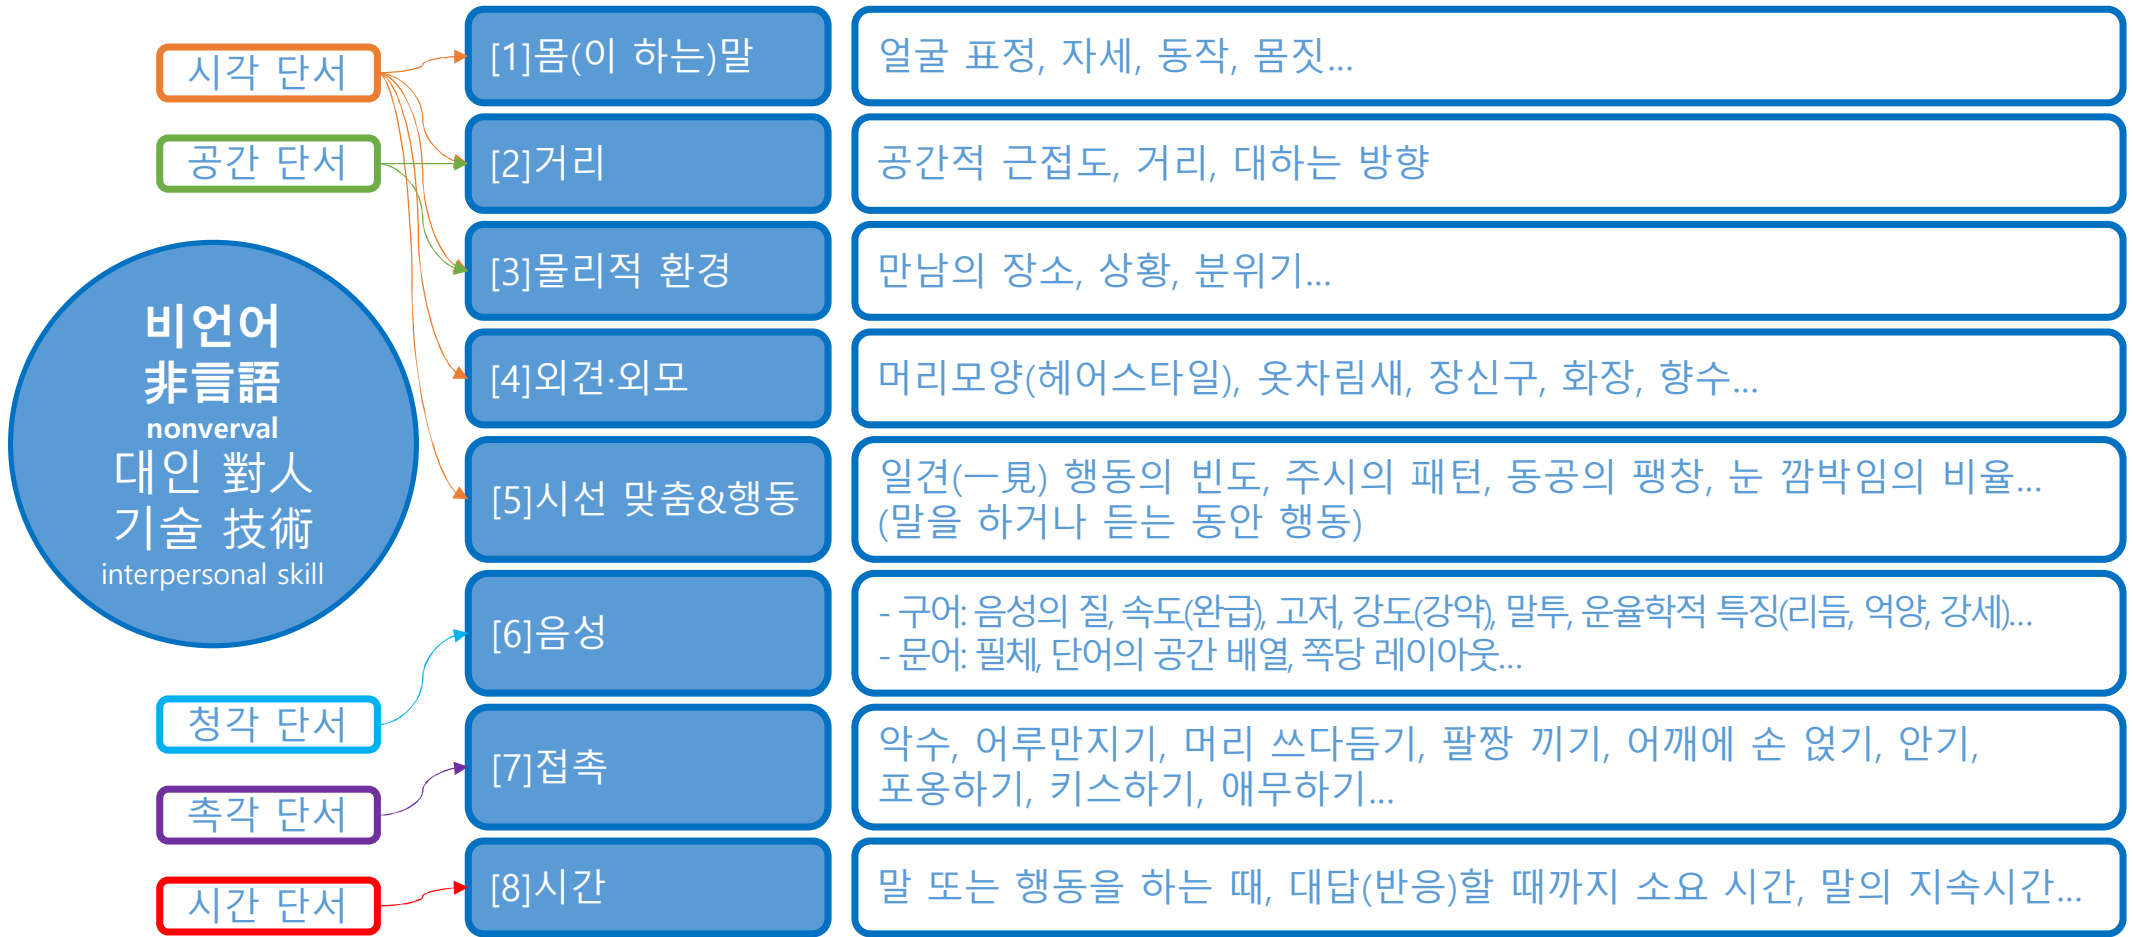 시각 단서
공간 단서
비언어
非言語
nonverval
대인 對人
기술 技術
interpersonal skill
청각 단서
촉각 단서
시간 단서
[1]몸(이 하는)말
얼굴 표정, 자세, 동작, 몸짓...
[2]거리
공간적 근접도, 거리, 대하는 방향
[3]물리적 환경
만남의 장소, 상황, 분위기...
[4]외견·외모
머리모양(헤어스타일), 옷차림새, 장신구, 화장, 향수...
[5]시선 맞춤&행동
일견(一見) 행동의 빈도, 주시의 패턴, 동공의 팽창, 눈 깜박임의 비율...
(말을 하거나 듣는 동안 행동)
[6]음성
- 구어: 음성의 질, 속도(완급), 고저, 강도(강약), 말투, 운율학적 특징(리듬, 억양, 강세)...
- 문어: 필체, 단어의 공간 배열, 쪽당 레이아웃...
[7]접촉
악수, 어루만지기, 머리 쓰다듬기, 팔짱 끼기, 어깨에 손 얹기, 안기,
포옹하기, 키스하기, 애무하기...
[8]시간
말 또는 행동을 하는 때, 대답(반응)할 때까지 소요 시간, 말의 지속시간...